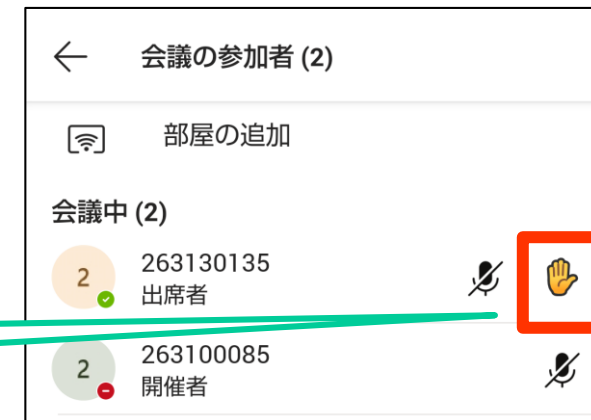 会議の参加者 (2)
部屋の追加
会議中 (2)
2
263130135
出席者
2
263100085
開催者